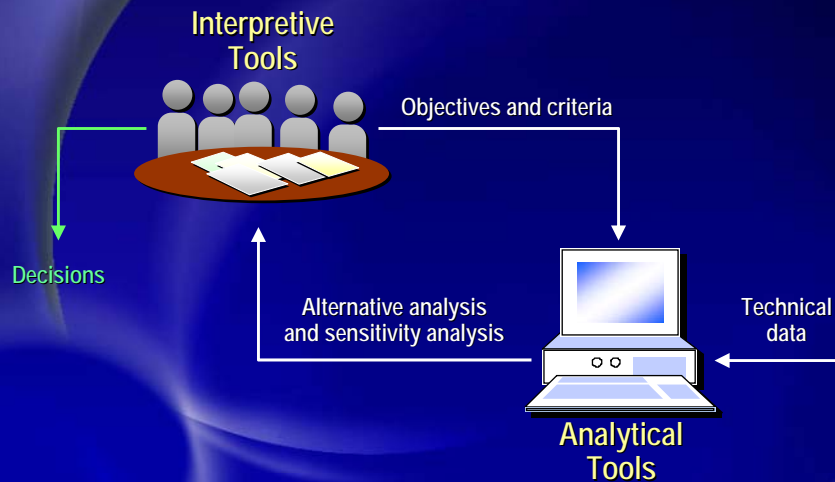 Interpretive
Tools
Objectives and criteria
Decisions
Alternative analysis
and sensitivity analysis
Technical
data
Analytical
Tools